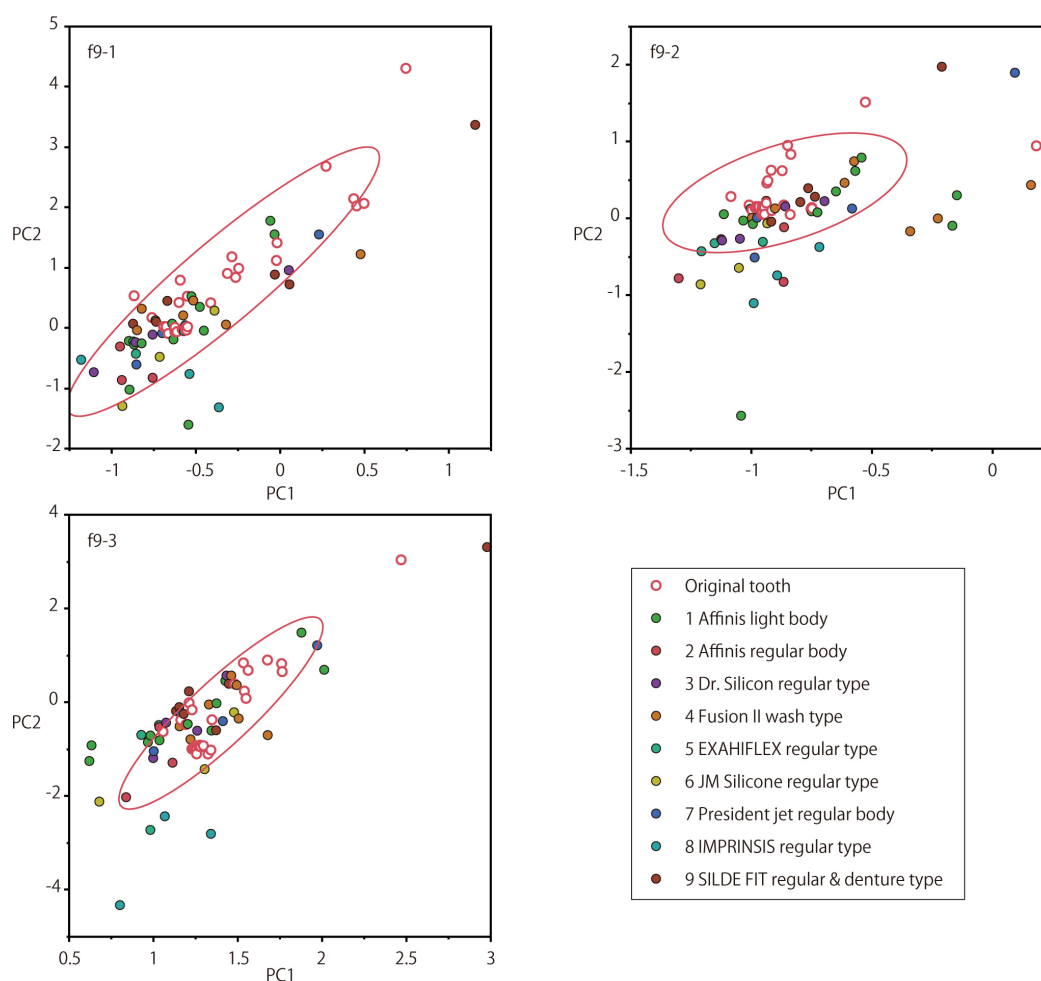 f9-1
5
4
3
2
1
0
-1
-2
PC2
-1
-0.5
0
0.5
1
PC1
f9-2
2
1
0
-1
-2
-3
PC2
-1.5
-1
-0.5
0
PC1
f9-3
4
2
0
-2
-4
PC2
0.5
1
1.5
2
2.5
3
PC1
Original tooth
1 Affinis light body
2 Affinis regular body
3 Dr. Silicon regular type
4 Fusion II wash type
5 EXAHIFLEX regular type
6 JM Silicone regular type
7 President jet regular body
8 IMPRINSIS regular type
9 SILDE FIT regular & denture type